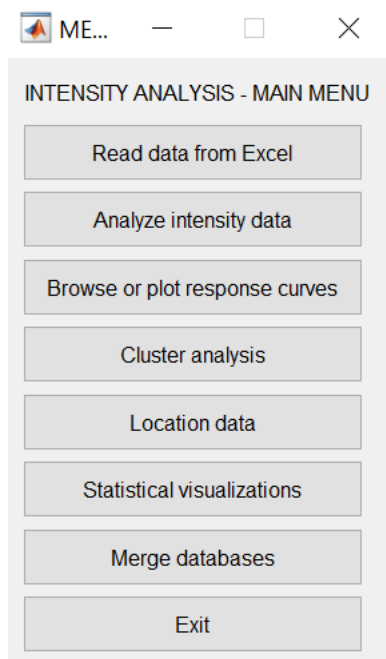 ME...
INTENSITY ANALYSIS - MAIN MENU
Read data from Excel
Analyze intensity data
Browse or plot response curves
Cluster analysis
Location data
Statistical visualizations
Merge databases
Exit